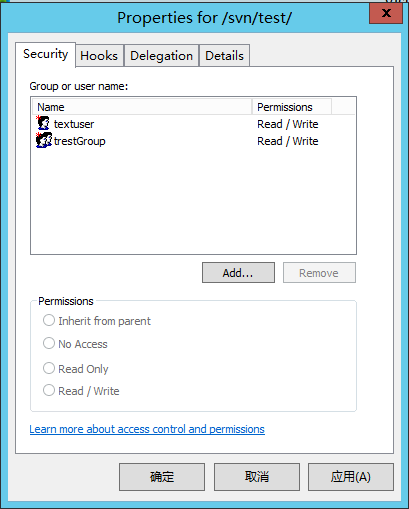 Properties for /svn/test/
x
Security Hooks Delegation Details
Group or user name:
Name Permissions
textuser Read / Write
trestGroup Read / Write
Add... Remove
Permissions
Inherit from parent
No Access
Read Only
Read / Write
Learn more about access control and permissions
确定 取消 应用(A)